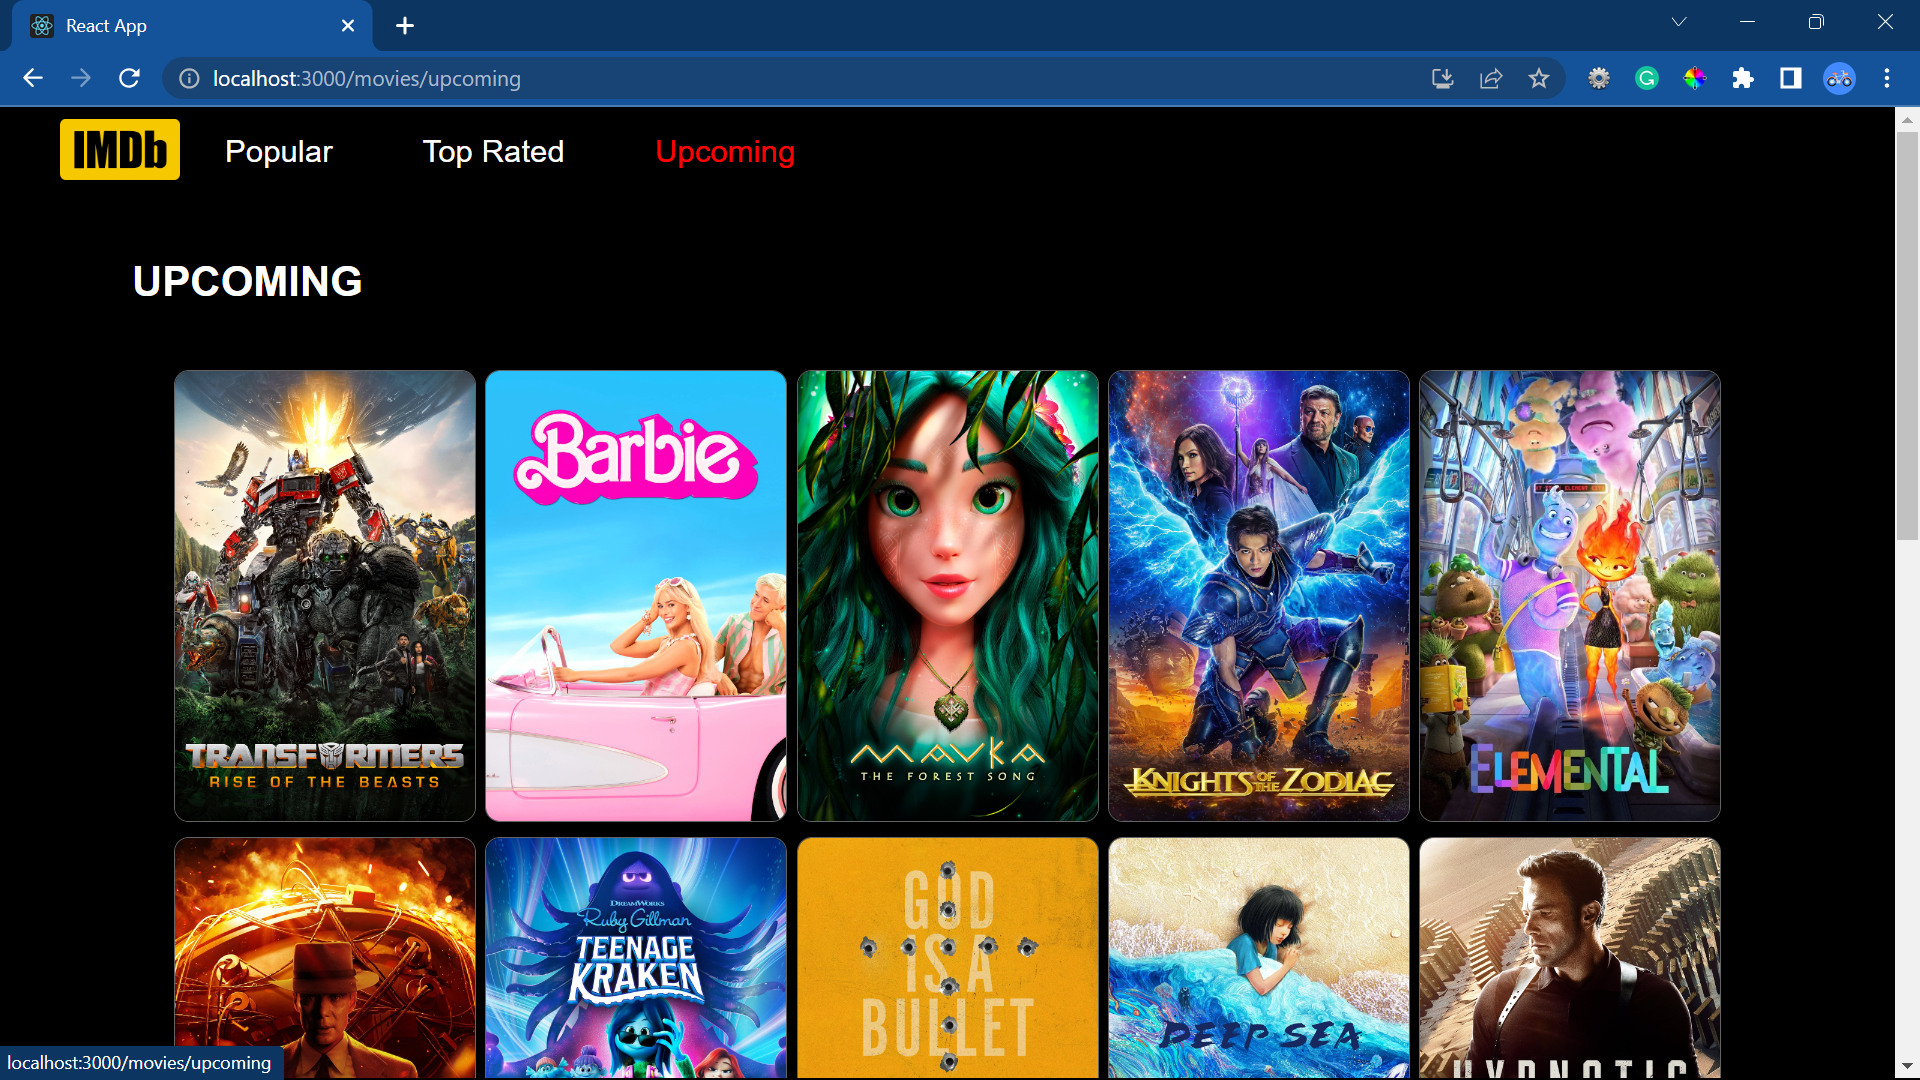 React App
localhost:3000/movies/upcoming
IMDb
Popular
Top Rated
Upcoming
UPCOMING
TRANSFORMERS
RISE OF THE BEASTS
Barbie
MAVKA
THE FOREST SONG
KNIGHTS OF THE ZODIAC
ELEMENTAL
DREAMWORKS
Ruby Gillman
TEENAGE
KRAKEN
GOD
IS A
BULLET
DEEP SEA
HYPNOTIC
localhost:3000/movies/upcoming